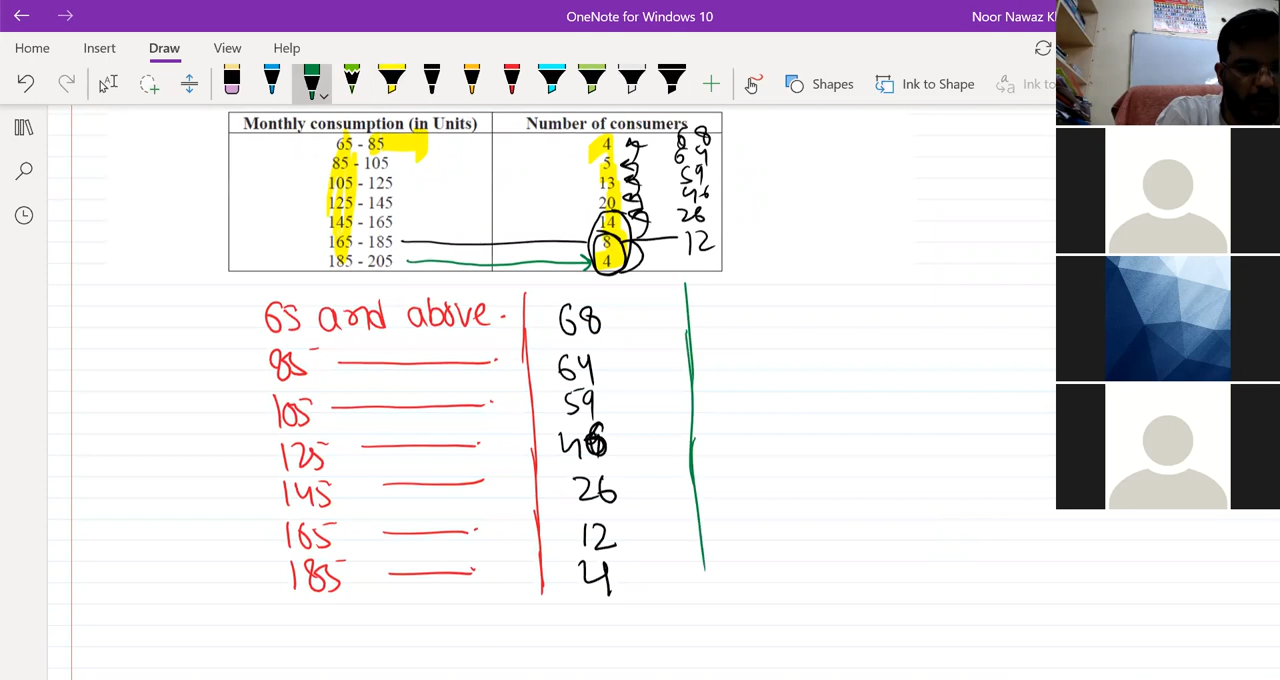 OneNote for Windows 10
Noor Nawaz K
Home Insert Draw View Help
Shapes Ink to Shape Ink to
Monthly consumption (in Units) Number of consumers
65 - 85 4 68
85 - 105 5 64
105 - 125 13 59
125 - 145 20 46
145 - 165 14 26
165 - 185 8 12
185 - 205 4
65 and above. 68
85 64
105 59
125 46
145 26
165 12
185 4